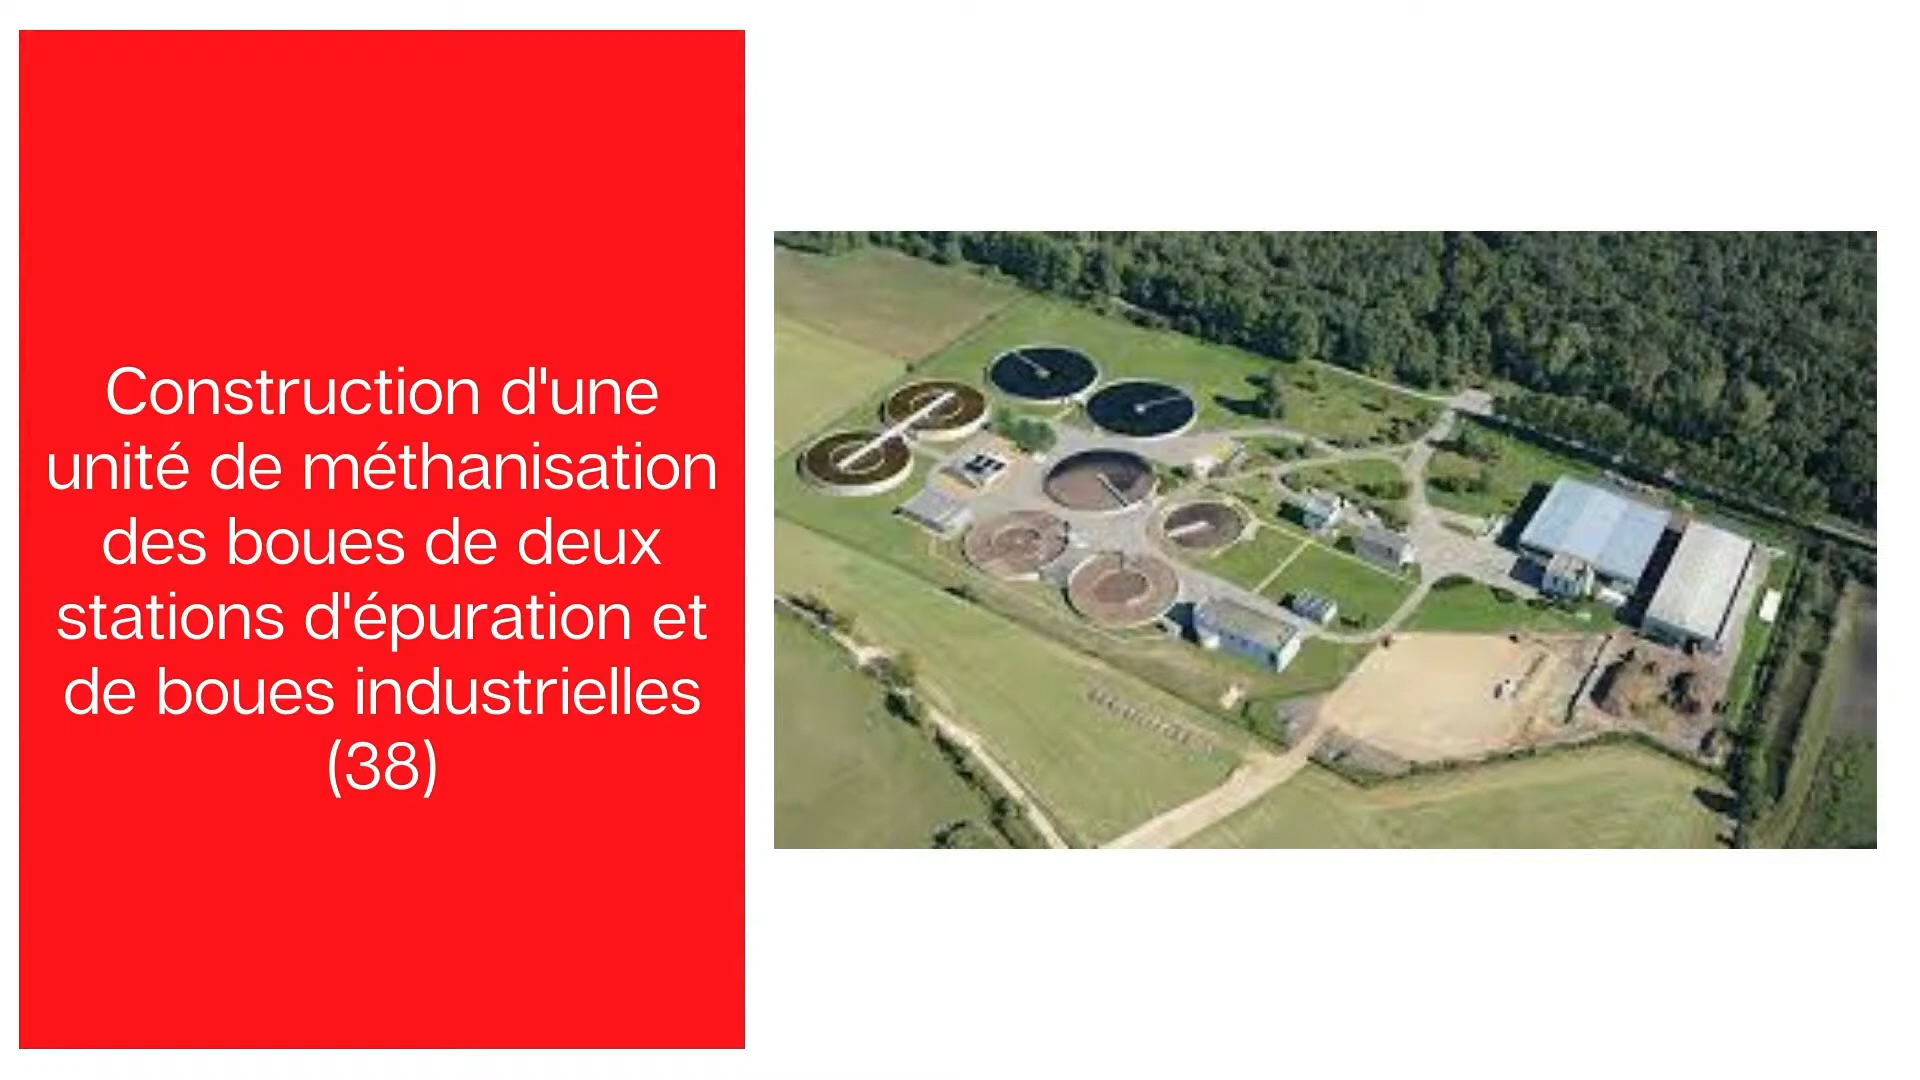 Construction d'une
unité de méthanisation
des boues de deux
stations d'épuration et
de boues industrielles
(38)